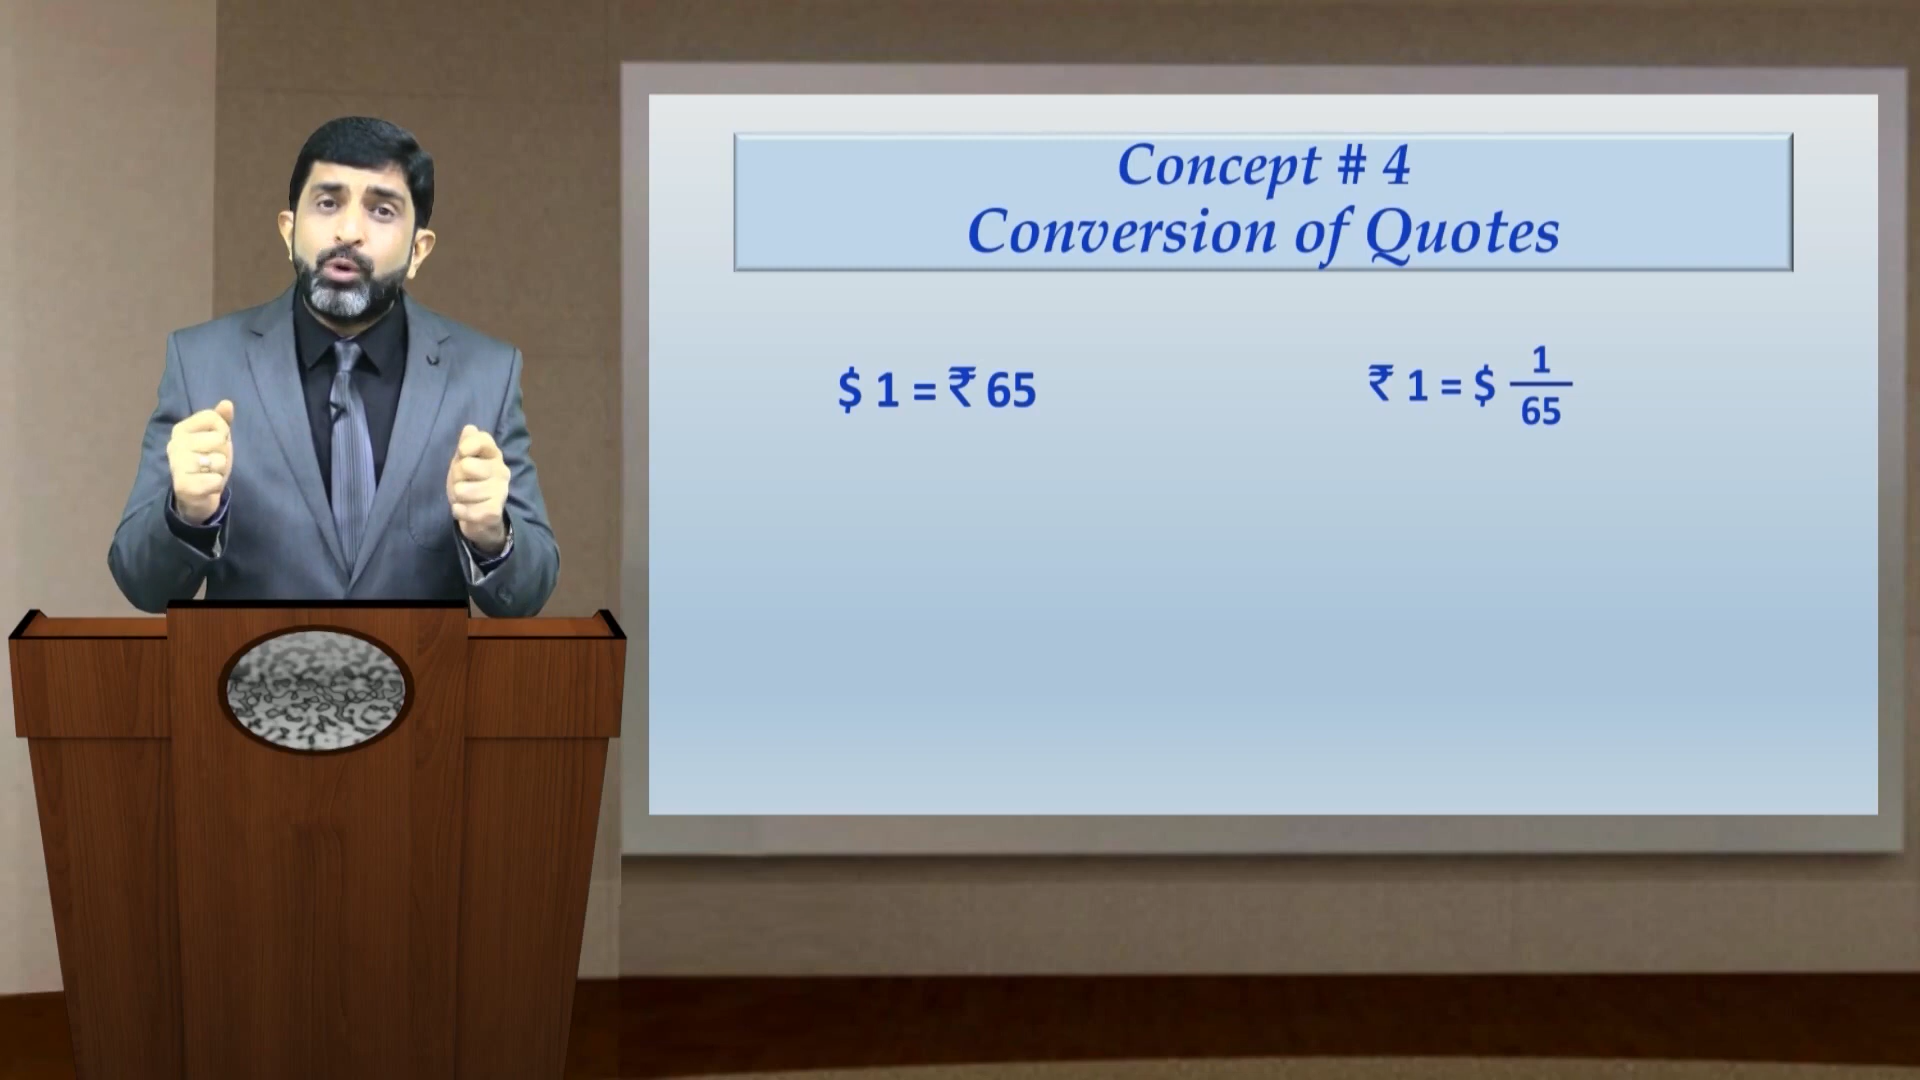 Concept # 4
Conversion of Quotes
$ 1 = ₹ 65
₹ 1 = $ 1/65